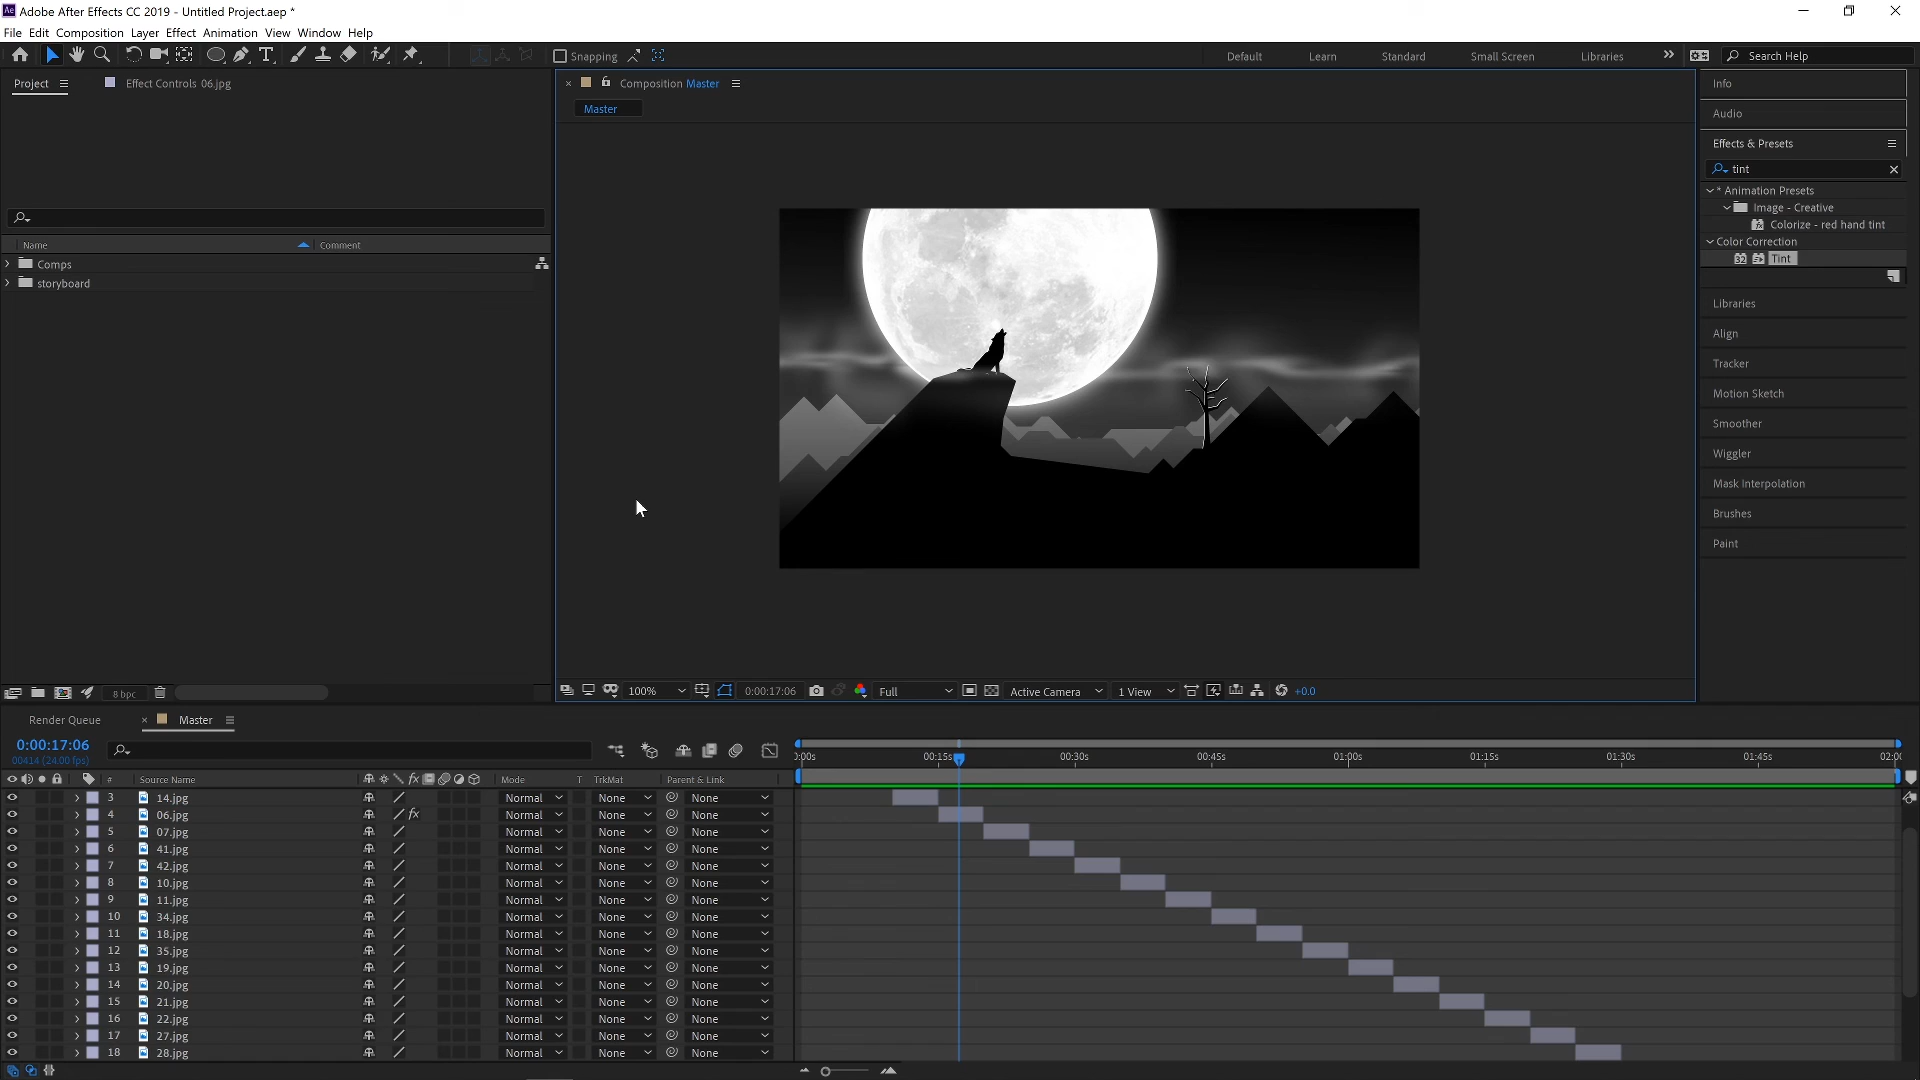 Ae Adobe After Effects CC 2019 - Untitled Project.aep *
File Edit Composition Layer Effect Animation View Window Help
Snapping
Default Learn Standard Small Screen Libraries
Search Help
Project
Effect Controls 06.jpg
Composition Master
Master
Info
Audio
Effects & Presets
tint
* Animation Presets
Image - Creative
Colorize - red hand tint
Color Correction
32 Tint
Libraries
Align
Tracker
Motion Sketch
Smoother
Wiggler
Mask Interpolation
Brushes
Paint
Name Comment
Comps
storyboard
8 bpc
100% 0:00:17:06 Full Active Camera 1 View +0.0
Render Queue
Master
0:00:17:06
00414 (24.00 fps)
# Source Name Mode T TrkMat Parent & Link
00:15s 00:30s 00:45s 01:00s 01:15s 01:30s 01:45s
3 14.jpg Normal None None
4 06.jpg fx Normal None None
5 07.jpg Normal None None
6 41.jpg Normal None None
7 42.jpg Normal None None
8 10.jpg Normal None None
9 11.jpg Normal None None
10 34.jpg Normal None None
11 18.jpg Normal None None
12 35.jpg Normal None None
13 19.jpg Normal None None
14 20.jpg Normal None None
15 21.jpg Normal None None
16 22.jpg Normal None None
17 27.jpg Normal None None
18 28.jpg Normal None None